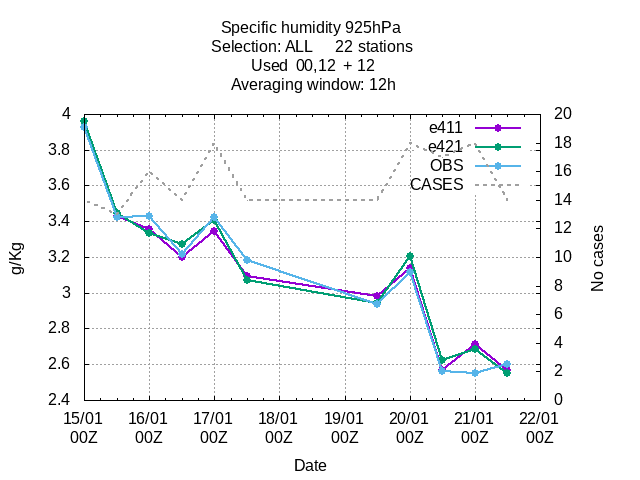 Specific humidity 925hPa
Selection: ALL 22 stations
Used 00,12 + 12
Averaging window: 12h
g/Kg
4
3.8
3.6
3.4
3.2
3
2.8
2.6
2.4
e411
e421
OBS
CASES
20
18
16
14
12
10
8
6
4
2
0
No cases
15/01 16/01 17/01 18/01 19/01 20/01 21/01 22/01
00Z 00Z 00Z 00Z 00Z 00Z 00Z 00Z
Date